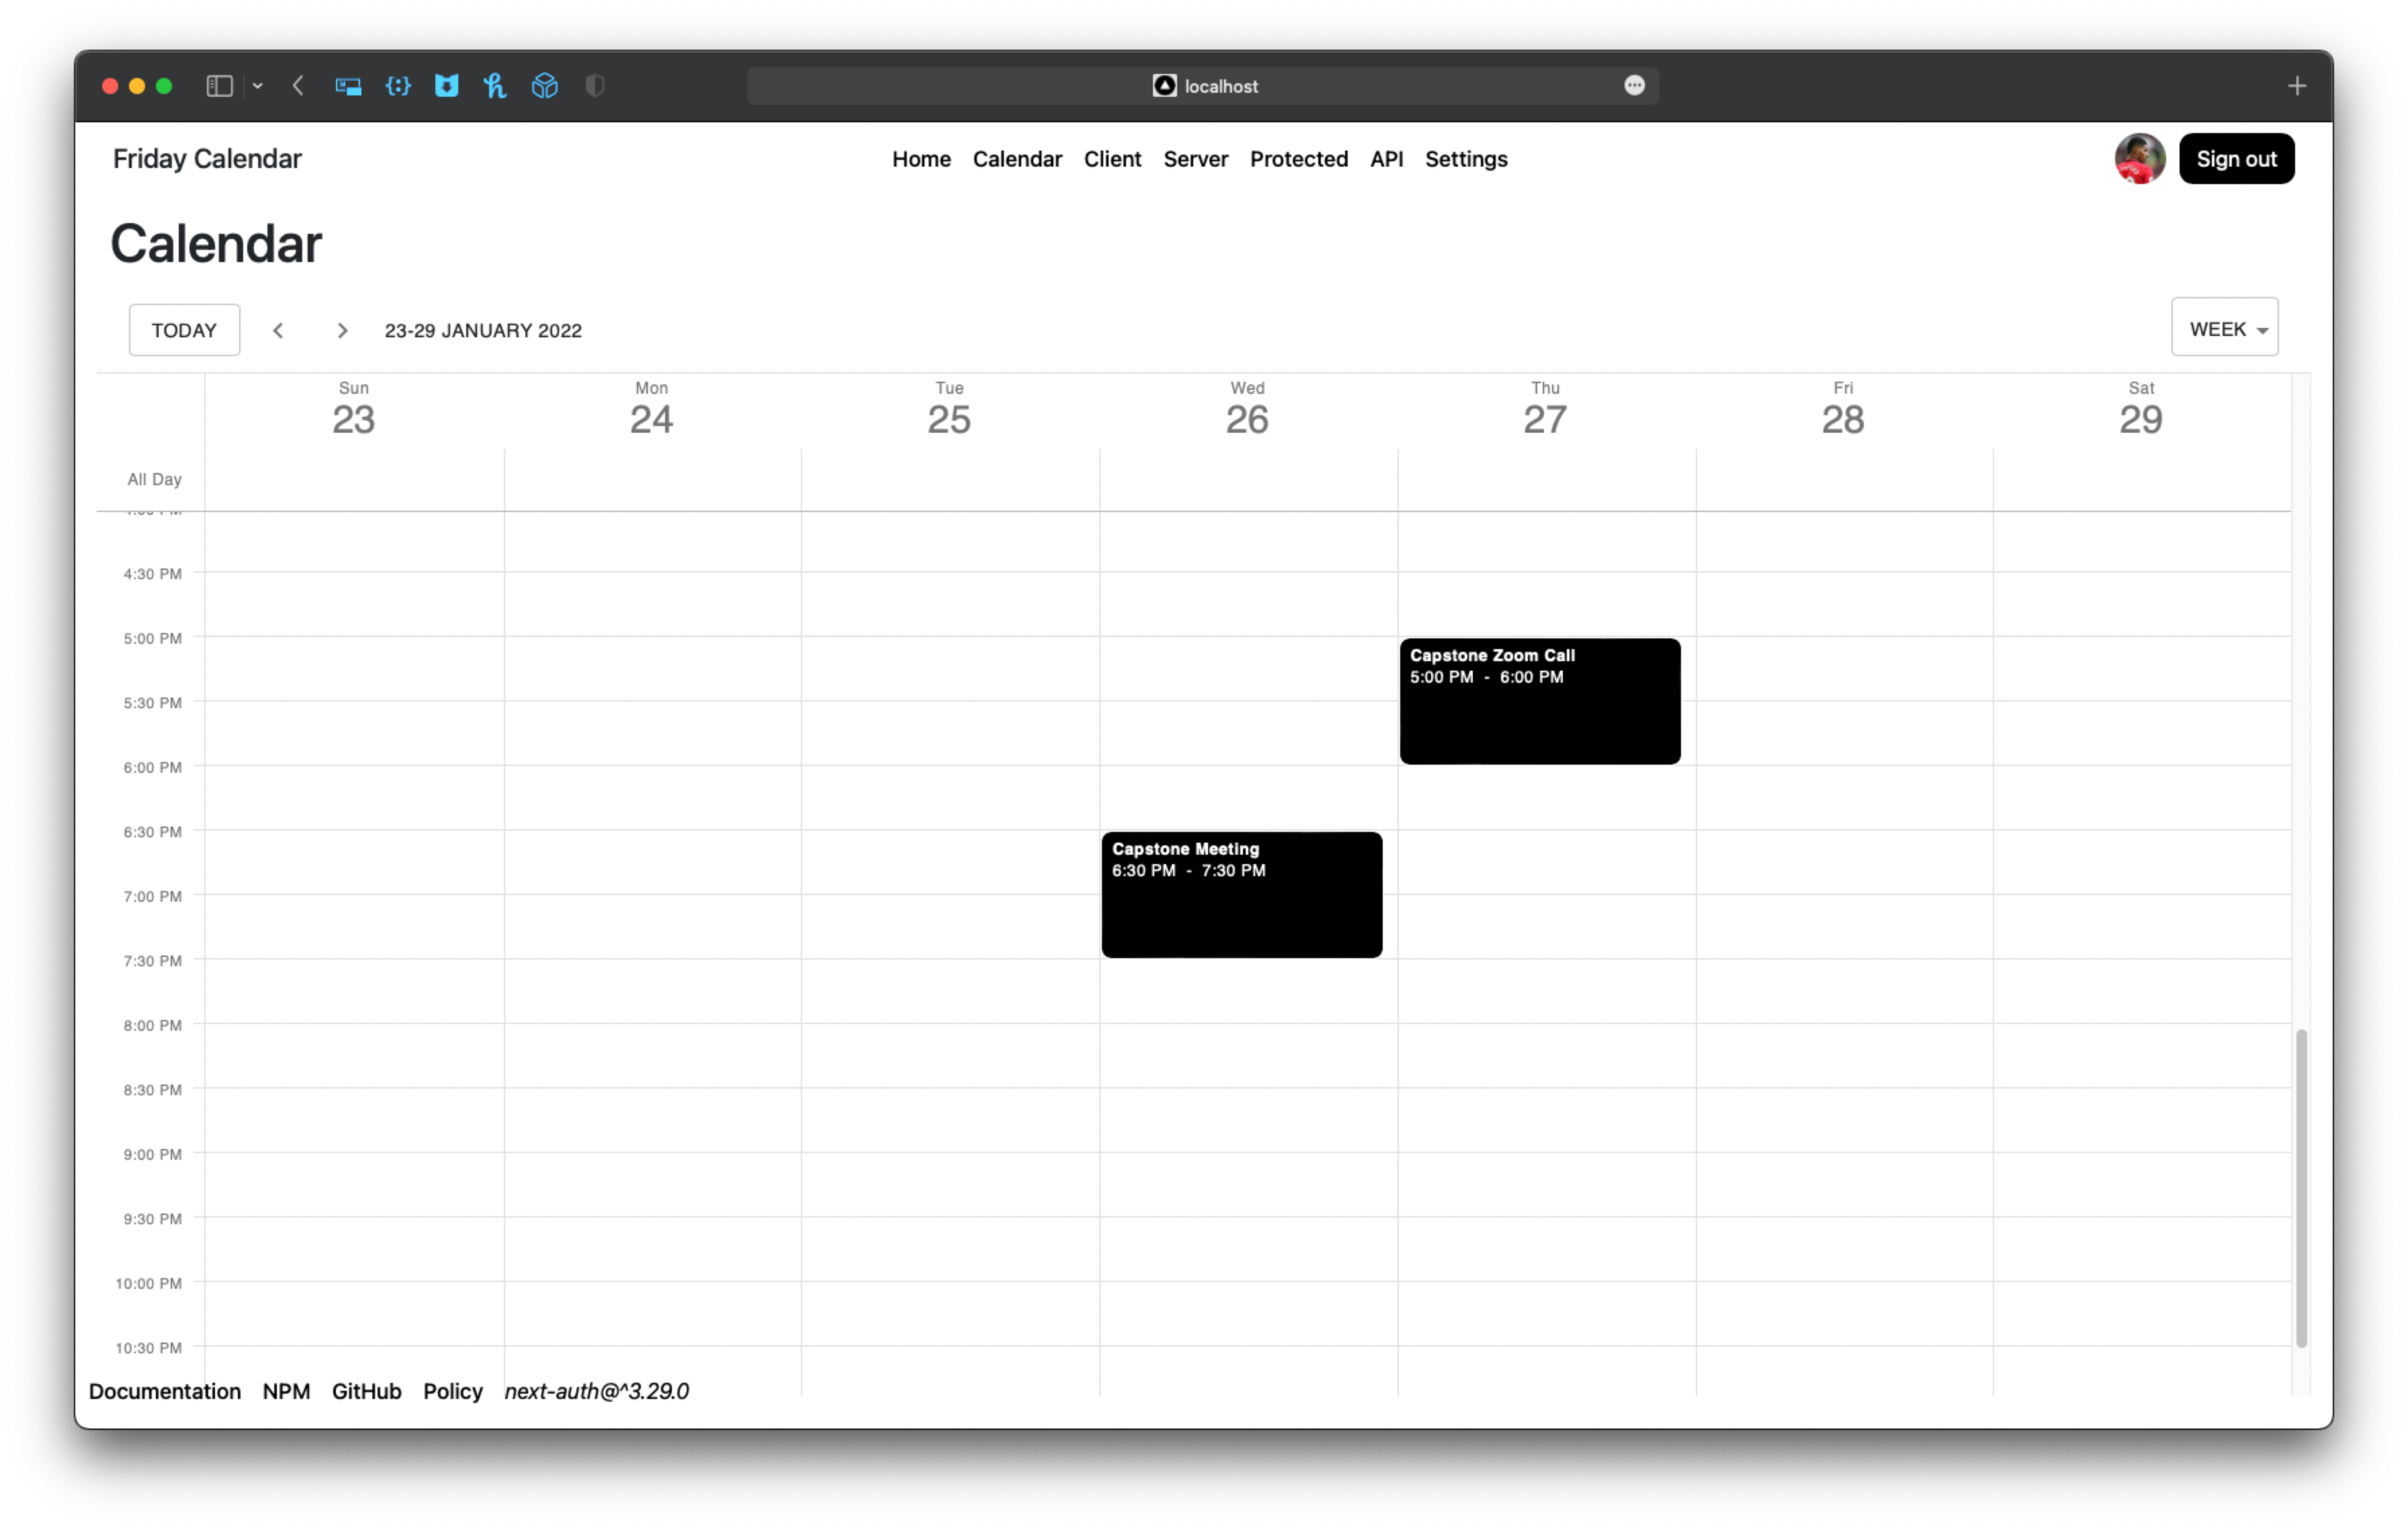 localhost
Friday Calendar
Home Calendar Client Server Protected API Settings
Sign out
Calendar
TODAY
23-29 JANUARY 2022
WEEK
Sun Mon Tue Wed Thu Fri Sat
23 24 25 26 27 28 29
All Day
4:30 PM
5:00 PM
Capstone Zoom Call
5:00 PM - 6:00 PM
5:30 PM
6:00 PM
6:30 PM
Capstone Meeting
6:30 PM - 7:30 PM
7:00 PM
7:30 PM
8:00 PM
8:30 PM
9:00 PM
9:30 PM
10:00 PM
10:30 PM
Documentation NPM GitHub Policy next-auth@^3.29.0